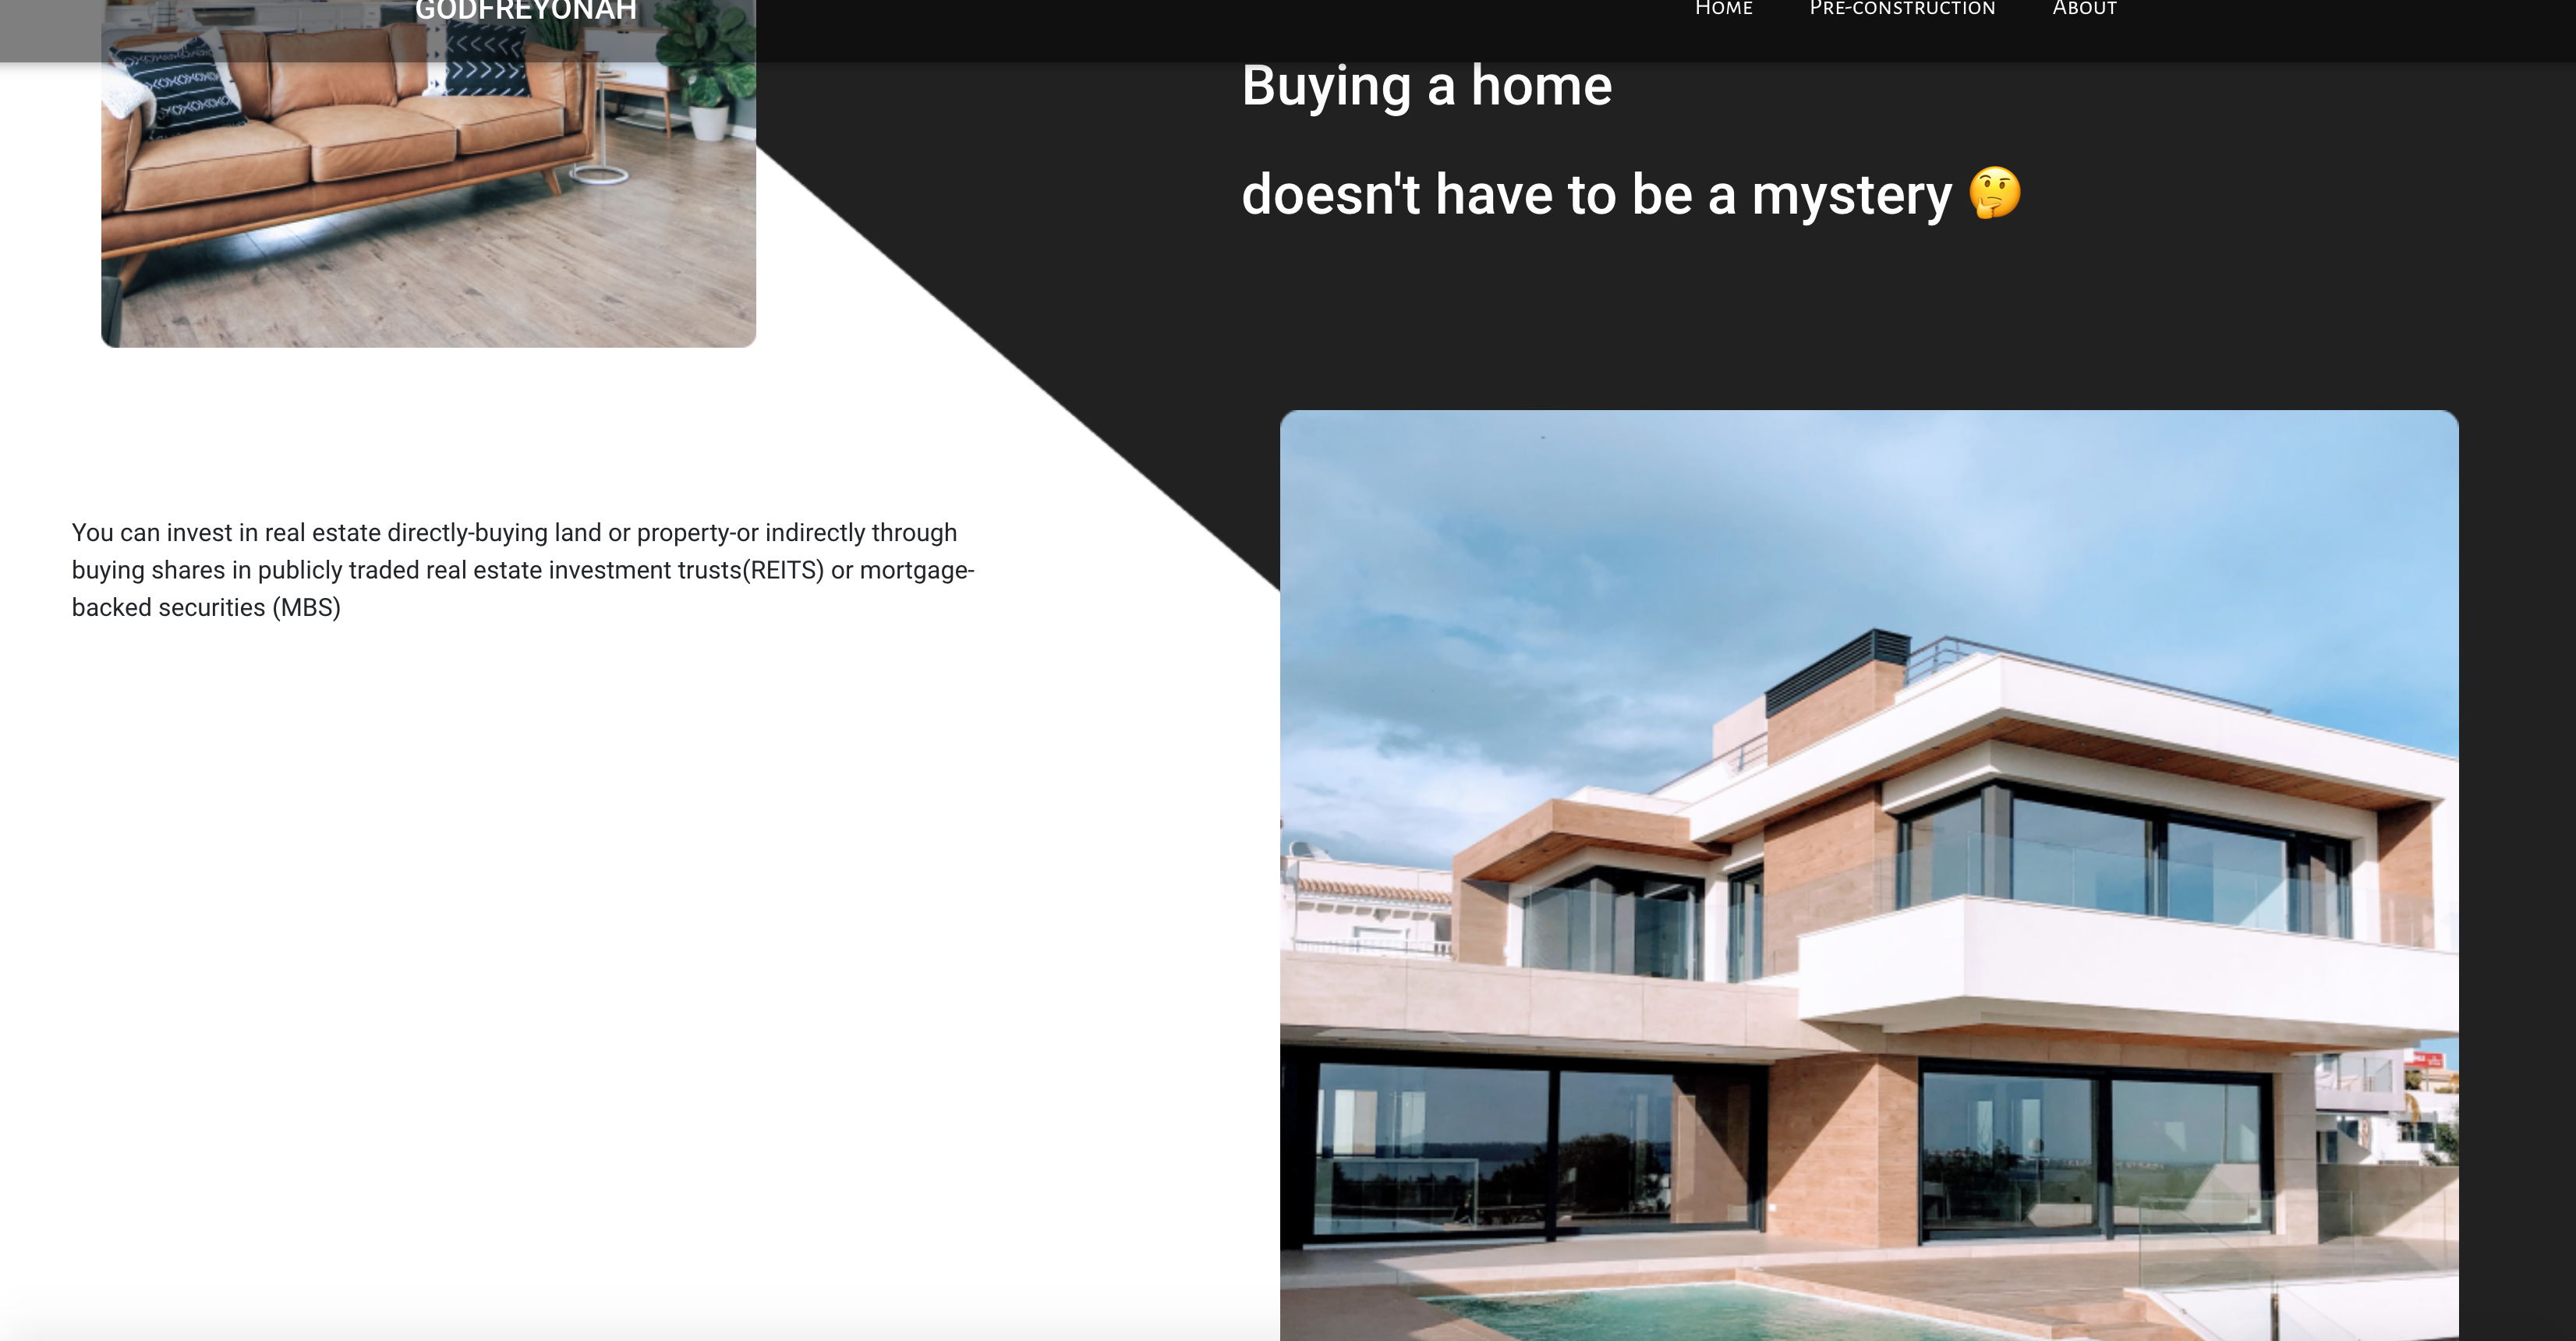 GODFREYONAH
Home Pre-construction About
Buying a home
doesn't have to be a mystery 🤔
You can invest in real estate directly-buying land or property-or indirectly through
buying shares in publicly traded real estate investment trusts(REITS) or mortgage-
backed securities (MBS)